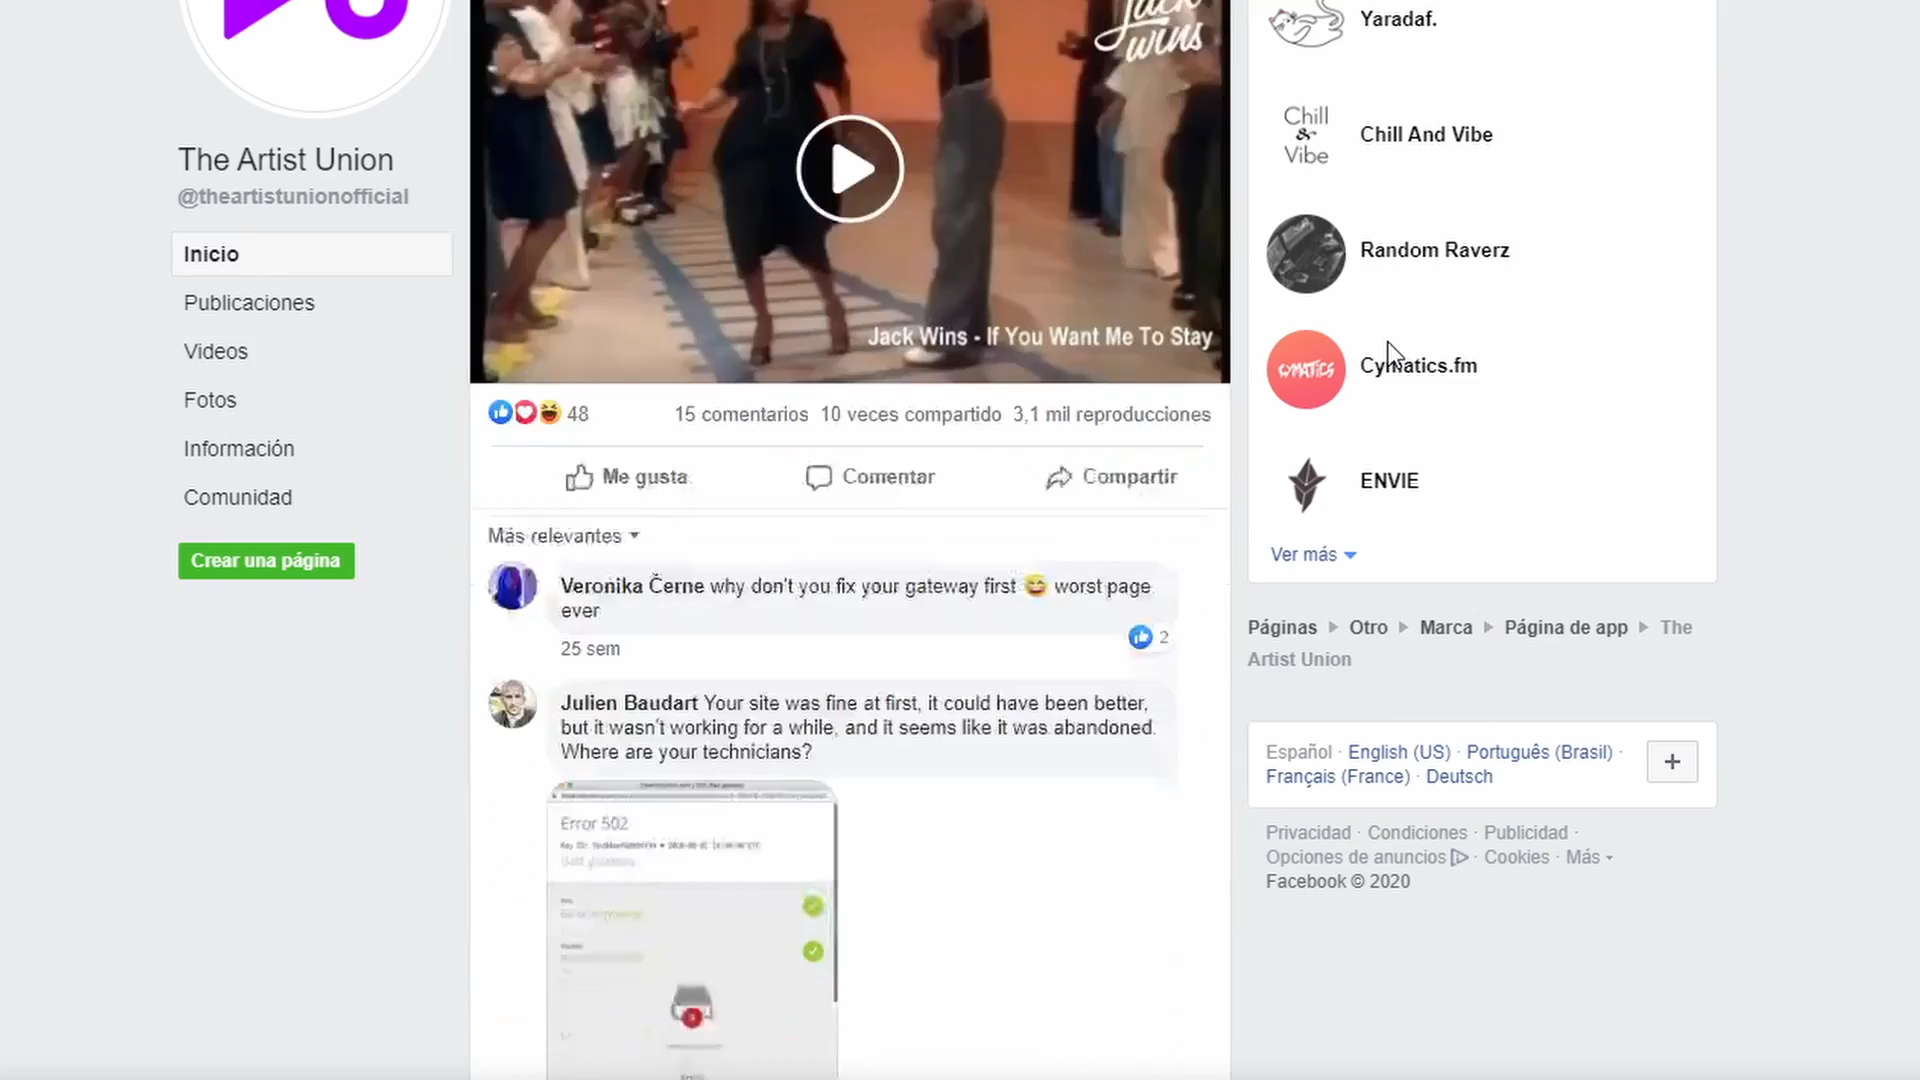 The Artist Union
@theartistunionofficial
Inicio
Publicaciones
Videos
Fotos
Información
Comunidad
Crear una página
Jack
wins
Jack Wins - If You Want Me To Stay
48
15 comentarios 10 veces compartido 3,1 mil reproducciones
Me gusta
Comentar
Compartir
Más relevantes
Veronika Černe why don't you fix your gateway first 😄 worst page
ever
2
25 sem
Julien Baudart Your site was fine at first, it could have been better,
but it wasn't working for a while, and it seems like it was abandoned.
Where are your technicians?
Error 502
Yaradaf.
Chill
&
Vibe
Chill And Vibe
Random Raverz
CYMATICS
Cymatics.fm
ENVIE
Ver más
Páginas ▸ Otro ▸ Marca ▸ Página de app ▸ The
Artist Union
Español · English (US) · Português (Brasil) ·
Français (France) · Deutsch
+
Privacidad · Condiciones · Publicidad ·
Opciones de anuncios · Cookies · Más
Facebook © 2020